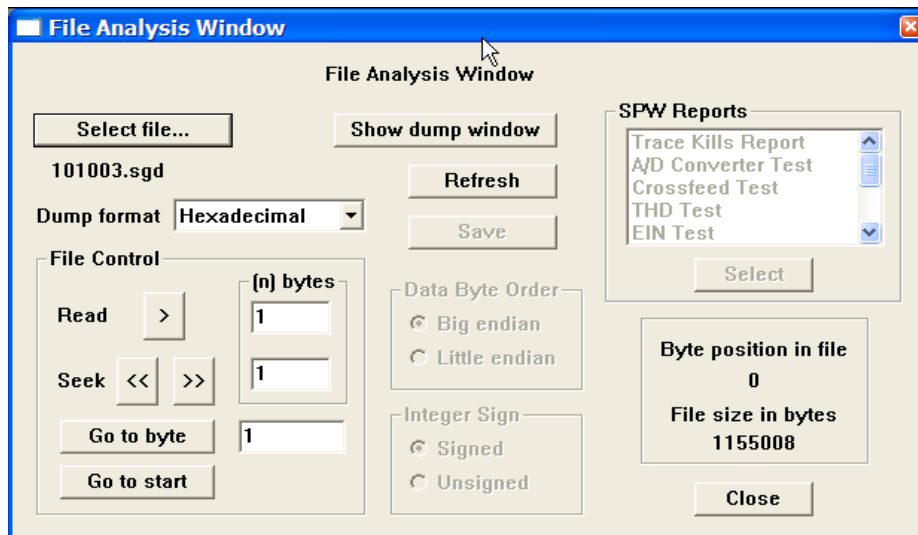 File Analysis Window
File Analysis Window
Select file...
101003.sgd
Dump format Hexadecimal
File Control
(n) bytes
Read > 1
Seek << >> 1
Go to byte 1
Go to start
Show dump window
Refresh
Save
Data Byte Order
Big endian
Little endian
Integer Sign
Signed
Unsigned
SPW Reports
Trace Kills Report
A/D Converter Test
Crossfeed Test
THD Test
EIN Test
Select
Byte position in file
0
File size in bytes
1155008
Close